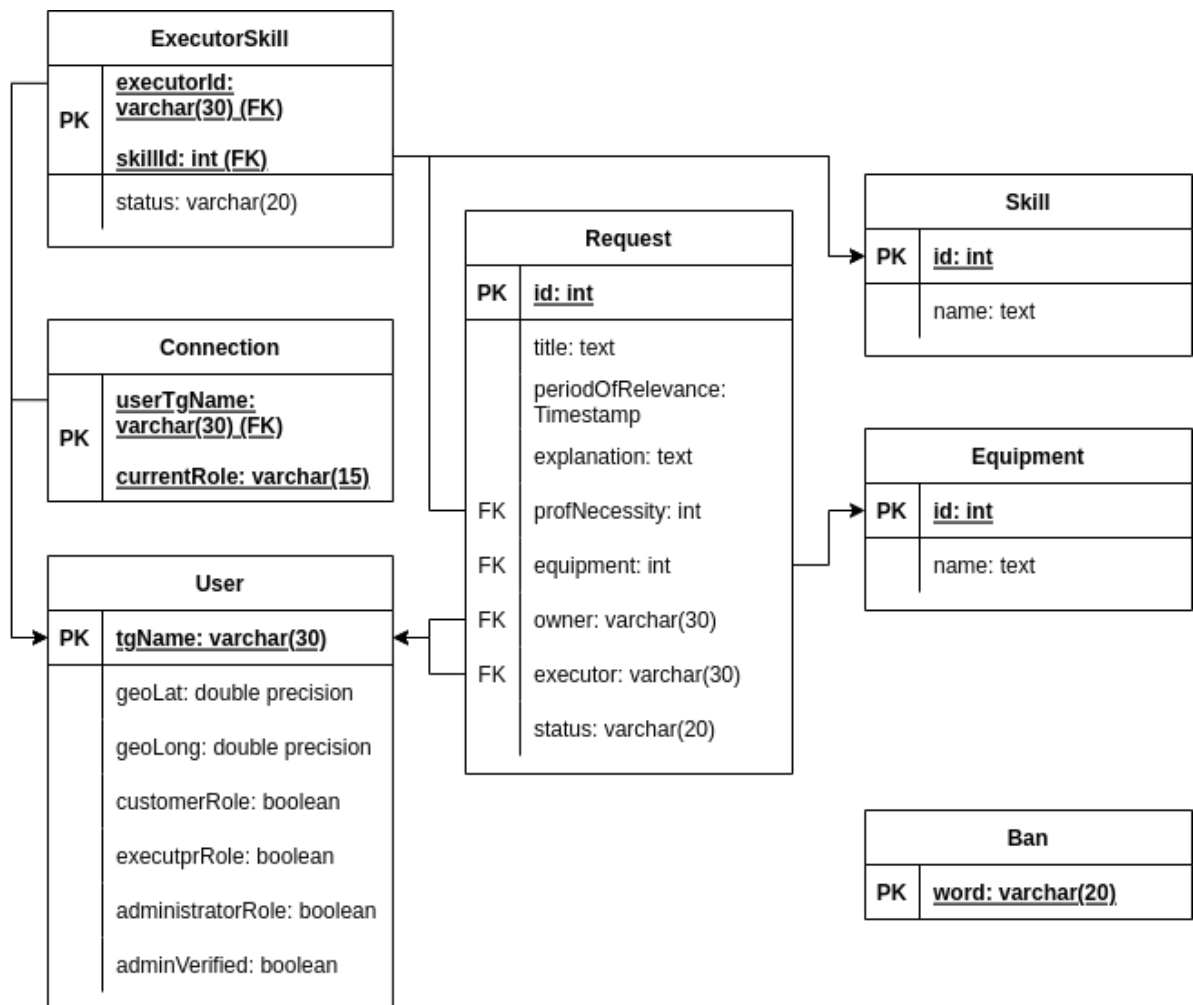 ExecutorSkill
PK
executorId:
varchar(30) (FK)
skillId: int (FK)
status: varchar(20)
Connection
PK
userTgName:
varchar(30) (FK)
currentRole: varchar(15)
User
PK
tgName: varchar(30)
geoLat: double precision
geoLong: double precision
customerRole: boolean
executprRole: boolean
administratorRole: boolean
adminVerified: boolean
Request
PK
id: int
title: text
periodOfRelevance:
Timestamp
explanation: text
FK
profNecessity: int
FK
equipment: int
FK
owner: varchar(30)
FK
executor: varchar(30)
status: varchar(20)
Skill
PK
id: int
name: text
Equipment
PK
id: int
name: text
Ban
PK
word: varchar(20)